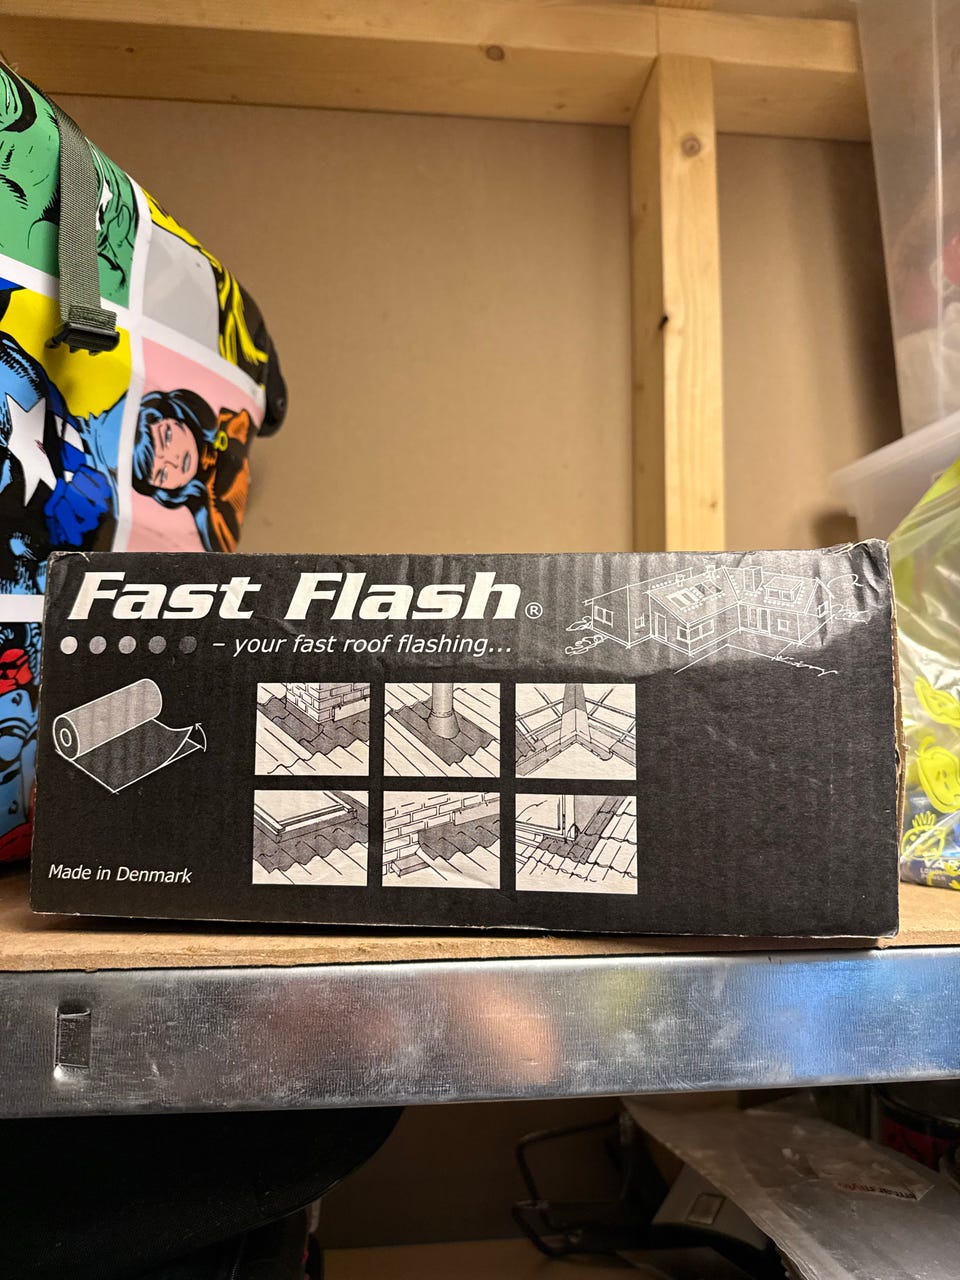 Fast Flash®
– your fast roof flashing...
Made in Denmark